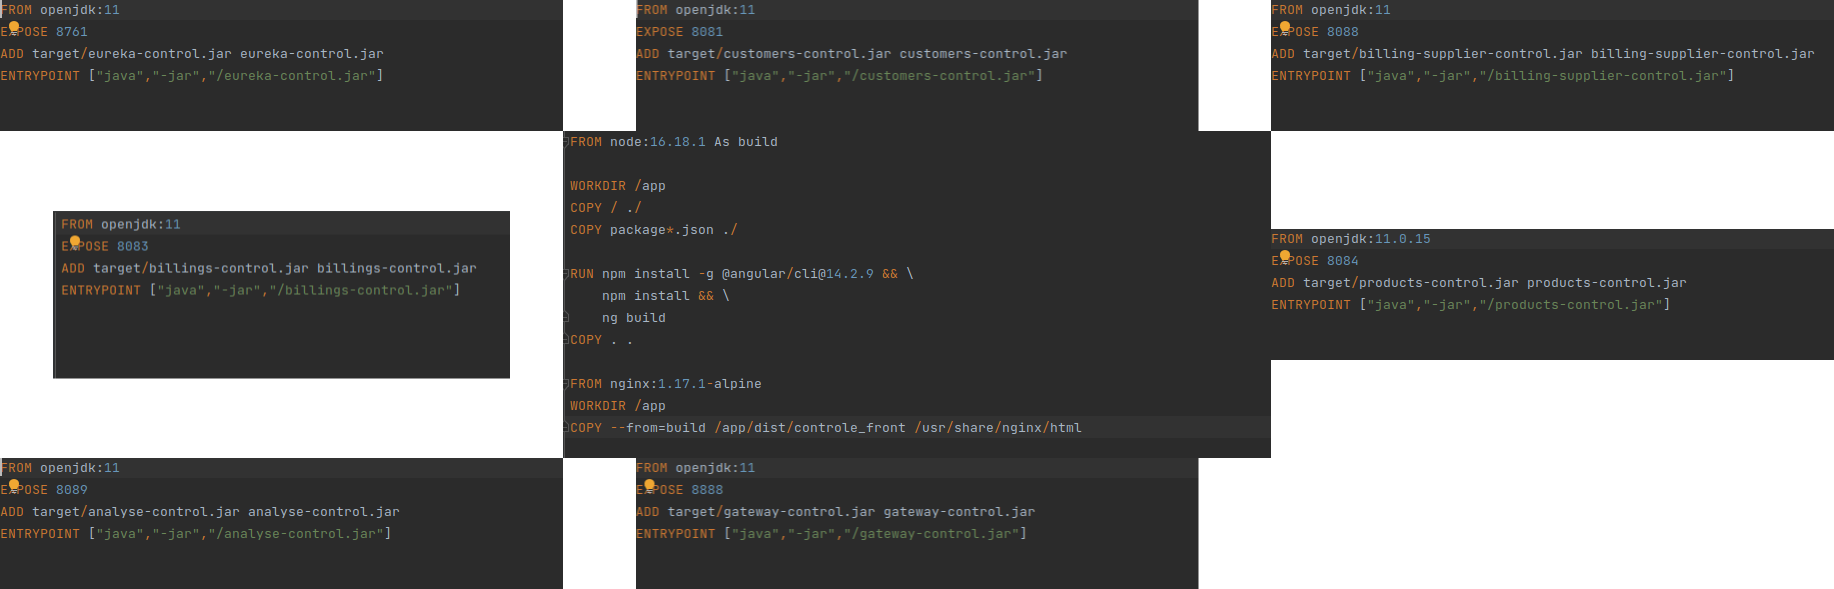 FROM openjdk:11
EXPOSE 8761
ADD target/eureka-control.jar eureka-control.jar
ENTRYPOINT ["java","-jar","/eureka-control.jar"]
FROM openjdk:11
EXPOSE 8081
ADD target/customers-control.jar customers-control.jar
ENTRYPOINT ["java","-jar","/customers-control.jar"]
FROM openjdk:11
EXPOSE 8088
ADD target/billing-supplier-control.jar billing-supplier-control.jar
ENTRYPOINT ["java","-jar","/billing-supplier-control.jar"]
FROM openjdk:11
EXPOSE 8083
ADD target/billings-control.jar billings-control.jar
ENTRYPOINT ["java","-jar","/billings-control.jar"]
FROM node:16.18.1 As build
WORKDIR /app
COPY / ./
COPY package*.json ./
RUN npm install -g @angular/cli@14.2.9 && \
npm install && \
ng build
COPY . .
FROM nginx:1.17.1-alpine
WORKDIR /app
COPY --from=build /app/dist/controle_front /usr/share/nginx/html
FROM openjdk:11.0.15
EXPOSE 8084
ADD target/products-control.jar products-control.jar
ENTRYPOINT ["java","-jar","/products-control.jar"]
FROM openjdk:11
EXPOSE 8089
ADD target/analyse-control.jar analyse-control.jar
ENTRYPOINT ["java","-jar","/analyse-control.jar"]
FROM openjdk:11
EXPOSE 8888
ADD target/gateway-control.jar gateway-control.jar
ENTRYPOINT ["java","-jar","/gateway-control.jar"]